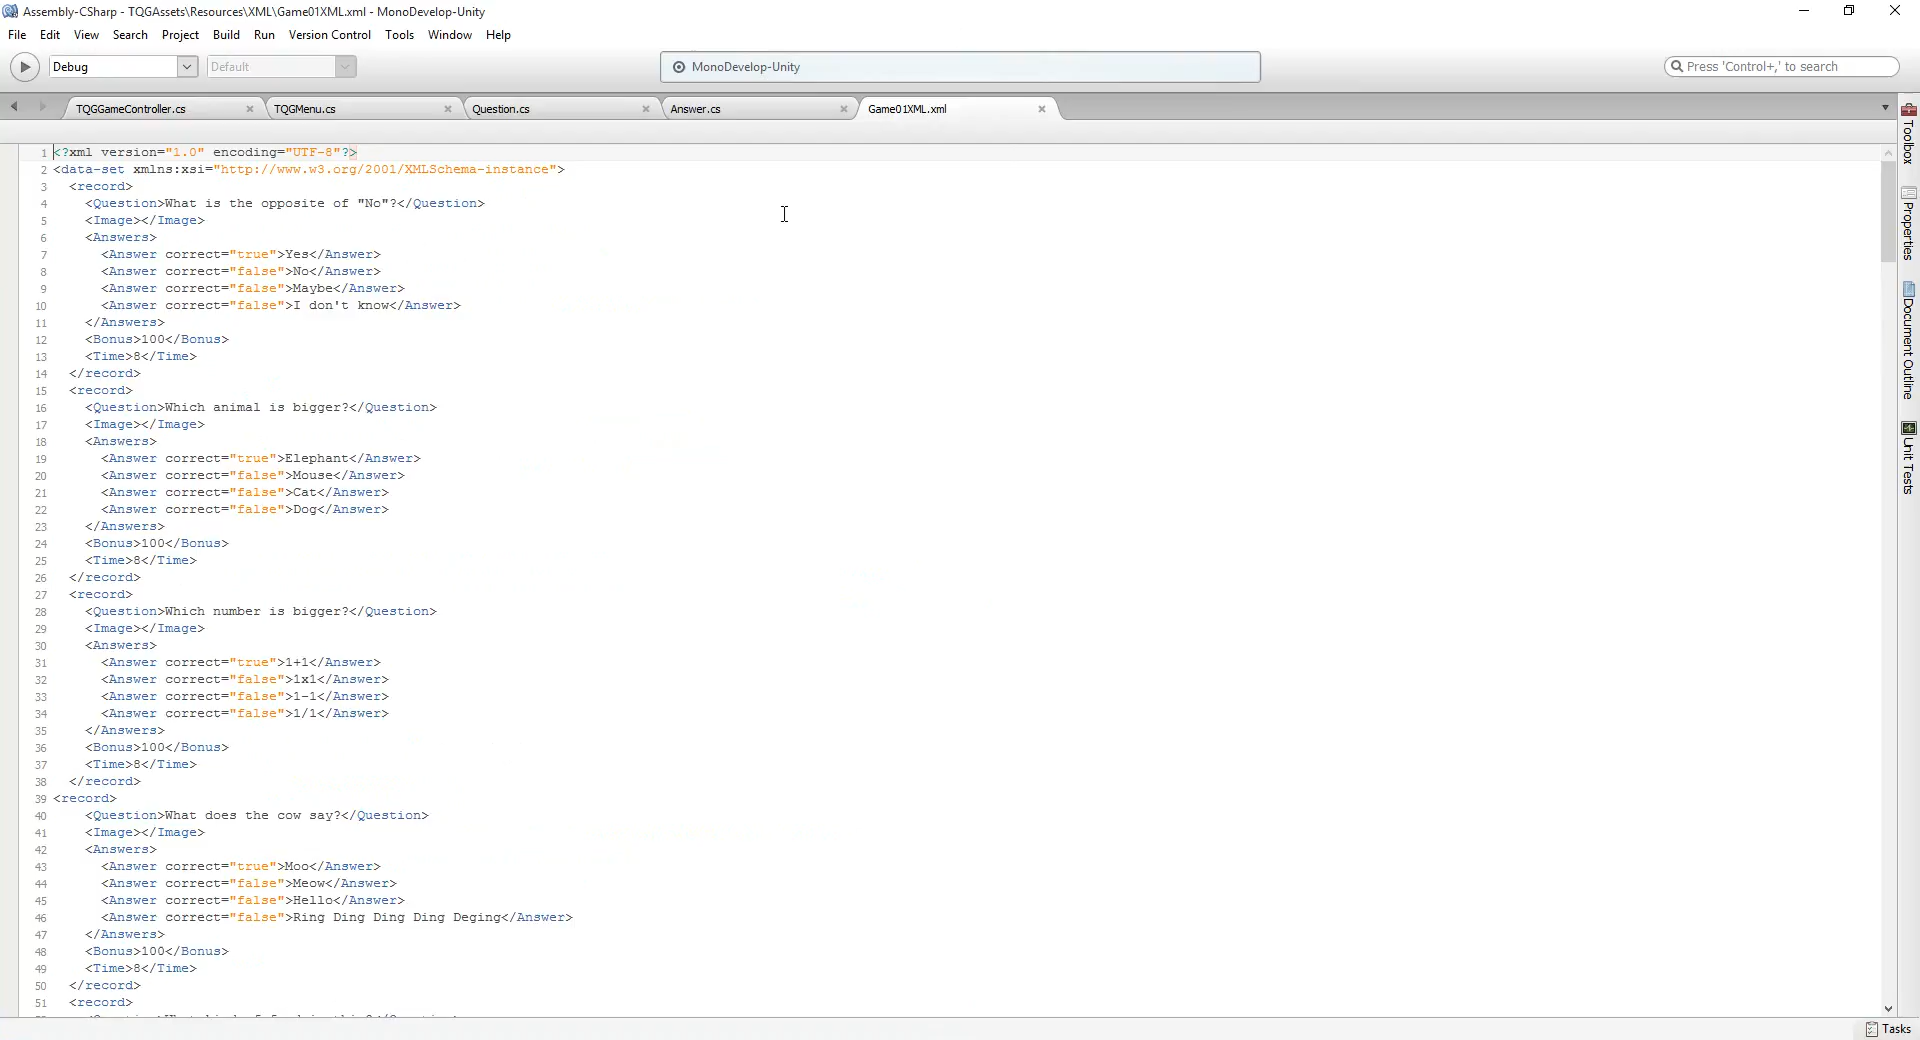 Assembly-CSharp - TQGAssets\Resources\XML\Game01XML.xml - MonoDevelop-Unity
File Edit View Search Project Build Run Version Control Tools Window Help
Debug Default MonoDevelop-Unity Press 'Control+,' to search
TQGGameController.cs TQGMenu.cs Question.cs Answer.cs Game01XML.xml
1 <?xml version="1.0" encoding="UTF-8"?>
2 <data-set xmlns:xsi="http://www.w3.org/2001/XMLSchema-instance">
3 <record>
4 <Question>What is the opposite of "No"?</Question>
5 <Image></Image>
6 <Answers>
7 <Answer correct="true">Yes</Answer>
8 <Answer correct="false">No</Answer>
9 <Answer correct="false">Maybe</Answer>
10 <Answer correct="false">I don't know</Answer>
11 </Answers>
12 <Bonus>100</Bonus>
13 <Time>8</Time>
14 </record>
15 <record>
16 <Question>Which animal is bigger?</Question>
17 <Image></Image>
18 <Answers>
19 <Answer correct="true">Elephant</Answer>
20 <Answer correct="false">Mouse</Answer>
21 <Answer correct="false">Cat</Answer>
22 <Answer correct="false">Dog</Answer>
23 </Answers>
24 <Bonus>100</Bonus>
25 <Time>8</Time>
26 </record>
27 <record>
28 <Question>Which number is bigger?</Question>
29 <Image></Image>
30 <Answers>
31 <Answer correct="true">1+1</Answer>
32 <Answer correct="false">1x1</Answer>
33 <Answer correct="false">1-1</Answer>
34 <Answer correct="false">1/1</Answer>
35 </Answers>
36 <Bonus>100</Bonus>
37 <Time>8</Time>
38 </record>
39 <record>
40 <Question>What does the cow say?</Question>
41 <Image></Image>
42 <Answers>
43 <Answer correct="true">Moo</Answer>
44 <Answer correct="false">Meow</Answer>
45 <Answer correct="false">Hello</Answer>
46 <Answer correct="false">Ring Ding Ding Ding Deging</Answer>
47 </Answers>
48 <Bonus>100</Bonus>
49 <Time>8</Time>
50 </record>
51 <record>
Toolbox
Properties
Document Outline
Unit Tests
Tasks